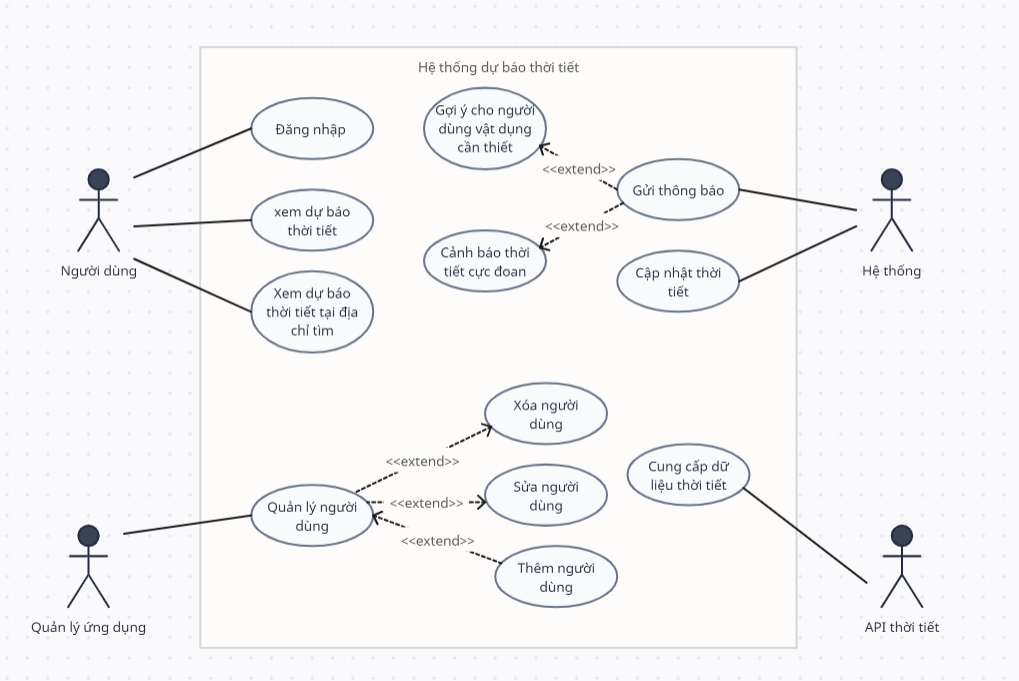 Hệ thống dự báo thời tiết
Đăng nhập
xem dự báo
thời tiết
Xem dự báo
thời tiết tại địa
chỉ tìm
Người dùng
Gợi ý cho người
dùng vật dụng
cần thiết
<<extend>>
Gửi thông báo
<<extend>>
Cảnh báo thời
tiết cực đoan
Cập nhật thời
tiết
Hệ thống
Xóa người
dùng
<<extend>>
Quản lý người
dùng
<<extend>>
Sửa người
dùng
<<extend>>
Thêm người
dùng
Cung cấp dữ
liệu thời tiết
Quản lý ứng dụng
API thời tiết